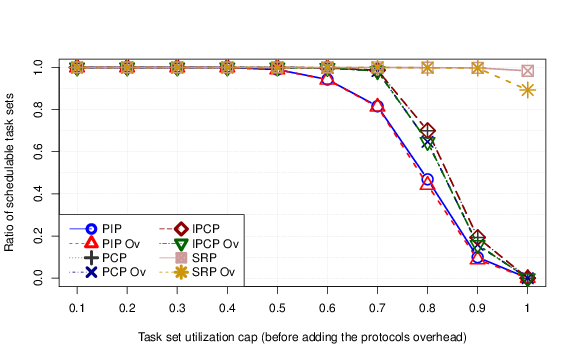 Ratio of schedulable task sets
1.0
0.8
0.6
0.4
0.2
0.0
PIP
PIP Ov
PCP
PCP Ov
IPCP
IPCP Ov
SRP
SRP Ov
0.1 0.2 0.3 0.4 0.5 0.6 0.7 0.8 0.9 1
Task set utilization cap (before adding the protocols overhead)